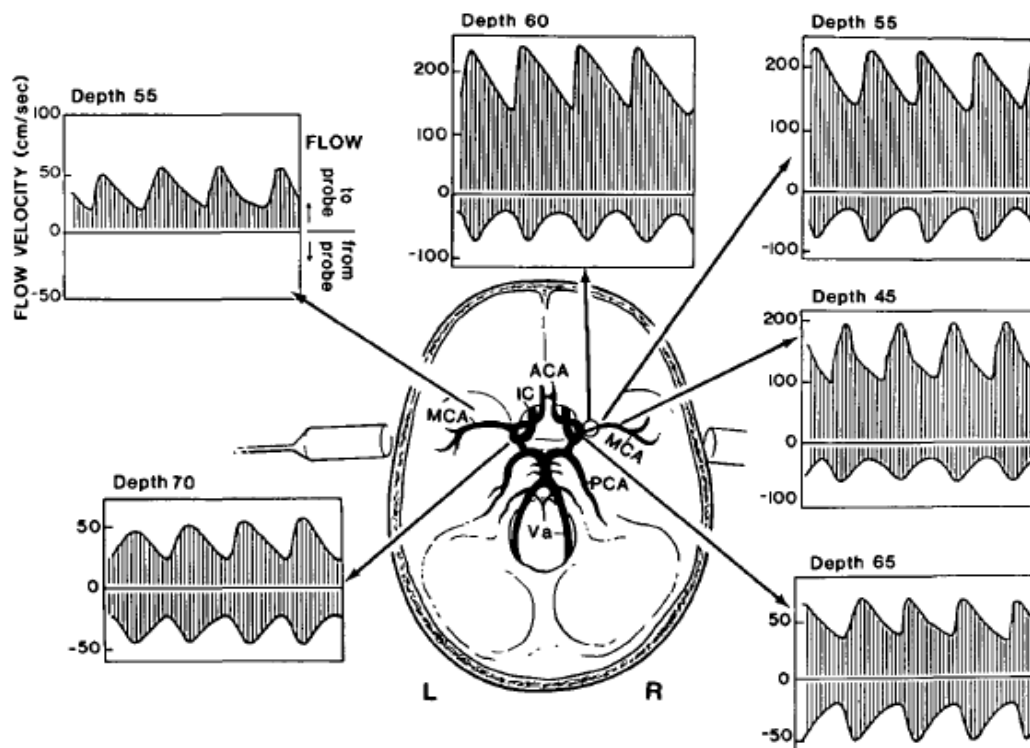 Depth 60
200
100
0
-100
Depth 55
200
100
0
-100
Depth 55
FLOW VELOCITY (cm/sec)
100
50
0
-50
FLOW
to probe
from probe
Depth 45
200
100
0
-100
ACA
IC
MCA
MCA
PCA
Va
Depth 70
50
0
-50
Depth 65
50
0
-50
L
R